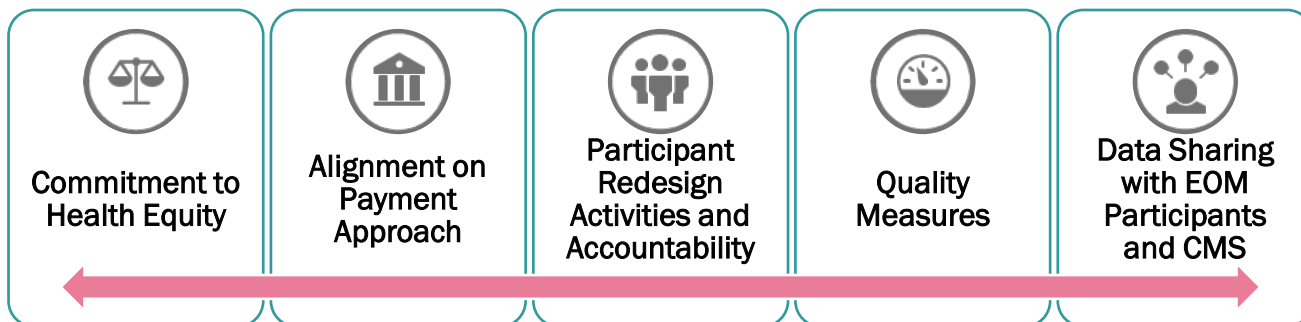 Commitment to
Health Equity
Alignment on
Payment
Approach
Participant
Redesign
Activities and
Accountability
Quality
Measures
Data Sharing
with EOM
Participants
and CMS